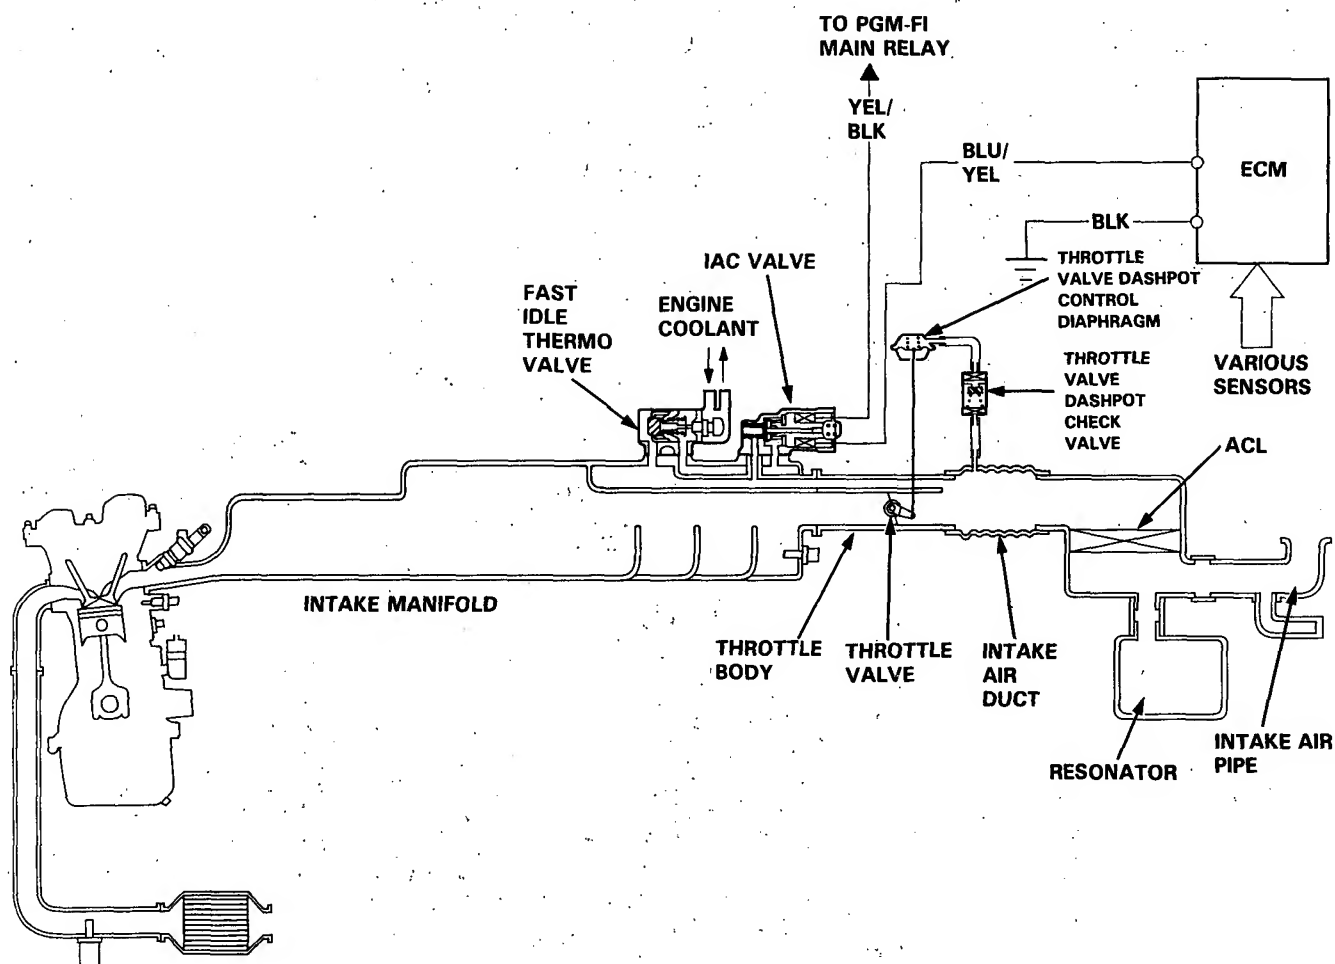 TO PGM-FI
MAIN RELAY
YEL/
BLK
BLU/
YEL
ECM
BLK
IAC VALVE
THROTTLE
VALVE DASHPOT
CONTROL
DIAPHRAGM
FAST
IDLE
THERMO
VALVE
ENGINE
COOLANT
THROTTLE
VALVE
DASHPOT
CHECK
VALVE
VARIOUS
SENSORS
ACL
INTAKE MANIFOLD
THROTTLE
BODY
THROTTLE
VALVE
INTAKE
AIR
DUCT
RESONATOR
INTAKE AIR
PIPE